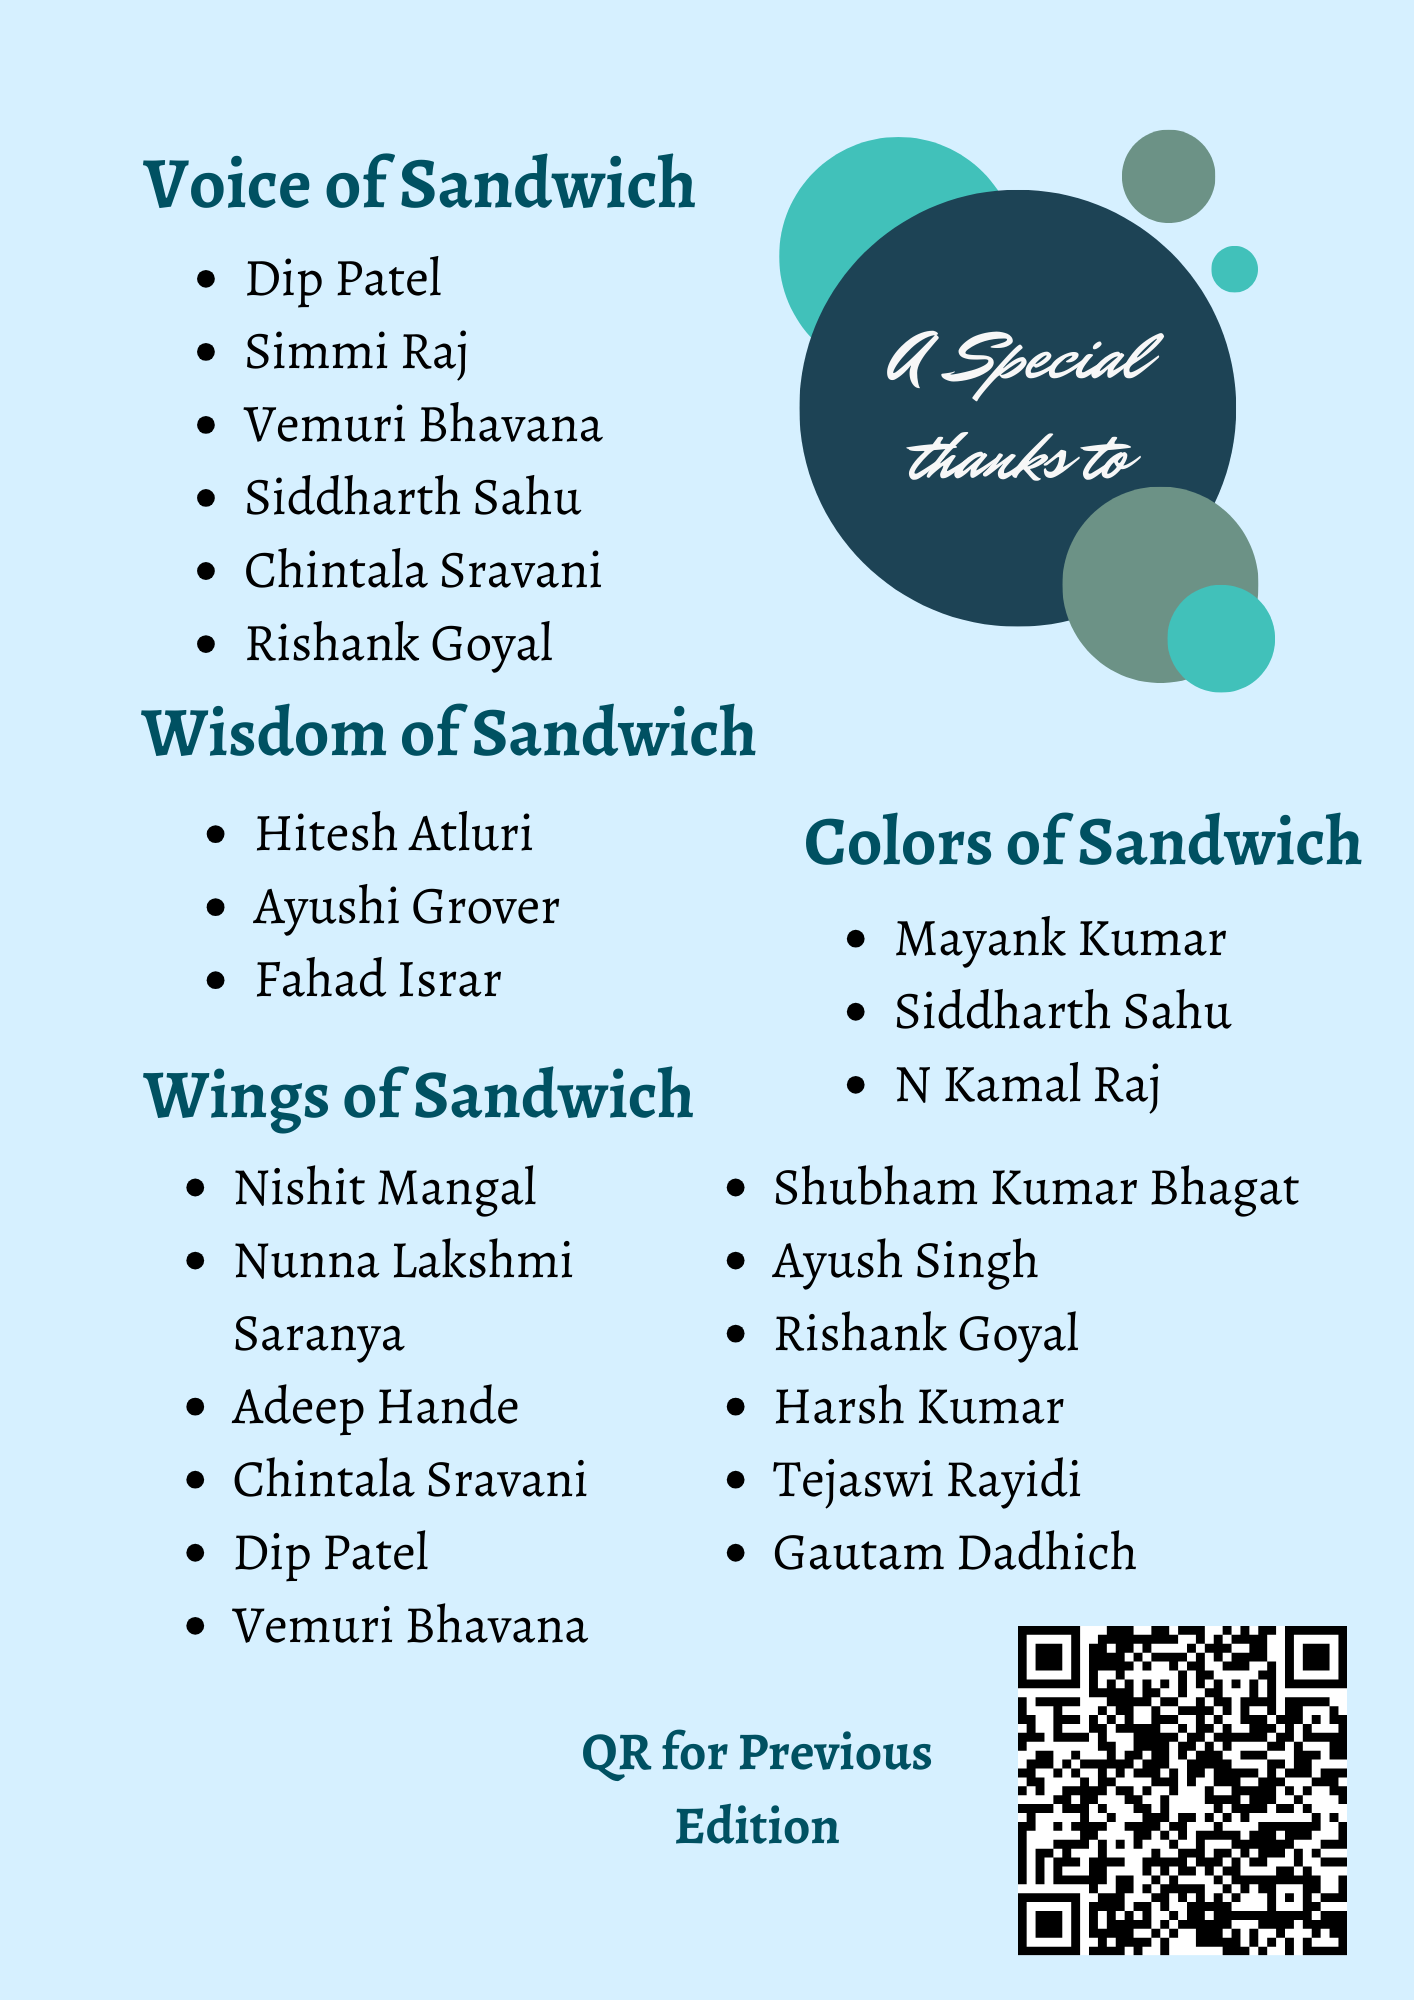 Voice of Sandwich
• Dip Patel
• Simmi Raj
• Vemuri Bhavana
• Siddharth Sahu
• Chintala Sravani
• Rishank Goyal
A Special
thanks to
Wisdom of Sandwich
• Hitesh Atluri
• Ayushi Grover
• Fahad Israr
Colors of Sandwich
• Mayank Kumar
• Siddharth Sahu
• N Kamal Raj
Wings of Sandwich
• Nishit Mangal
• Nunna Lakshmi
Saranya
• Adeep Hande
• Chintala Sravani
• Dip Patel
• Vemuri Bhavana
• Shubham Kumar Bhagat
• Ayush Singh
• Rishank Goyal
• Harsh Kumar
• Tejaswi Rayidi
• Gautam Dadhich
QR for Previous
Edition